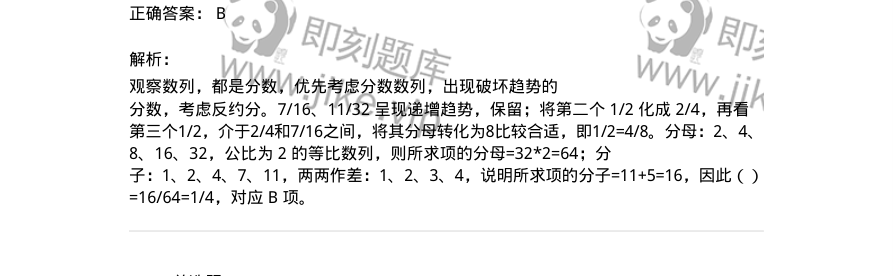 正确答案： B
即刻题库
www.jike.vip
解析：
观察数列，都是分数，优先考虑分数数列，出现破坏趋势的
分数，考虑反约分。7/16、11/32 呈现递增趋势，保留；将第二个 1/2 化成 2/4，再看
第三个1/2，介于2/4和7/16之间，将其分母转化为8比较合适，即1/2=4/8。分母：2、4、
8、16、32，公比为 2 的等比数列，则所求项的分母=32*2=64；分
子：1、2、4、7、11，两两作差：1、2、3、4，说明所求项的分子=11+5=16，因此（ ）
=16/64=1/4，对应 B 项。